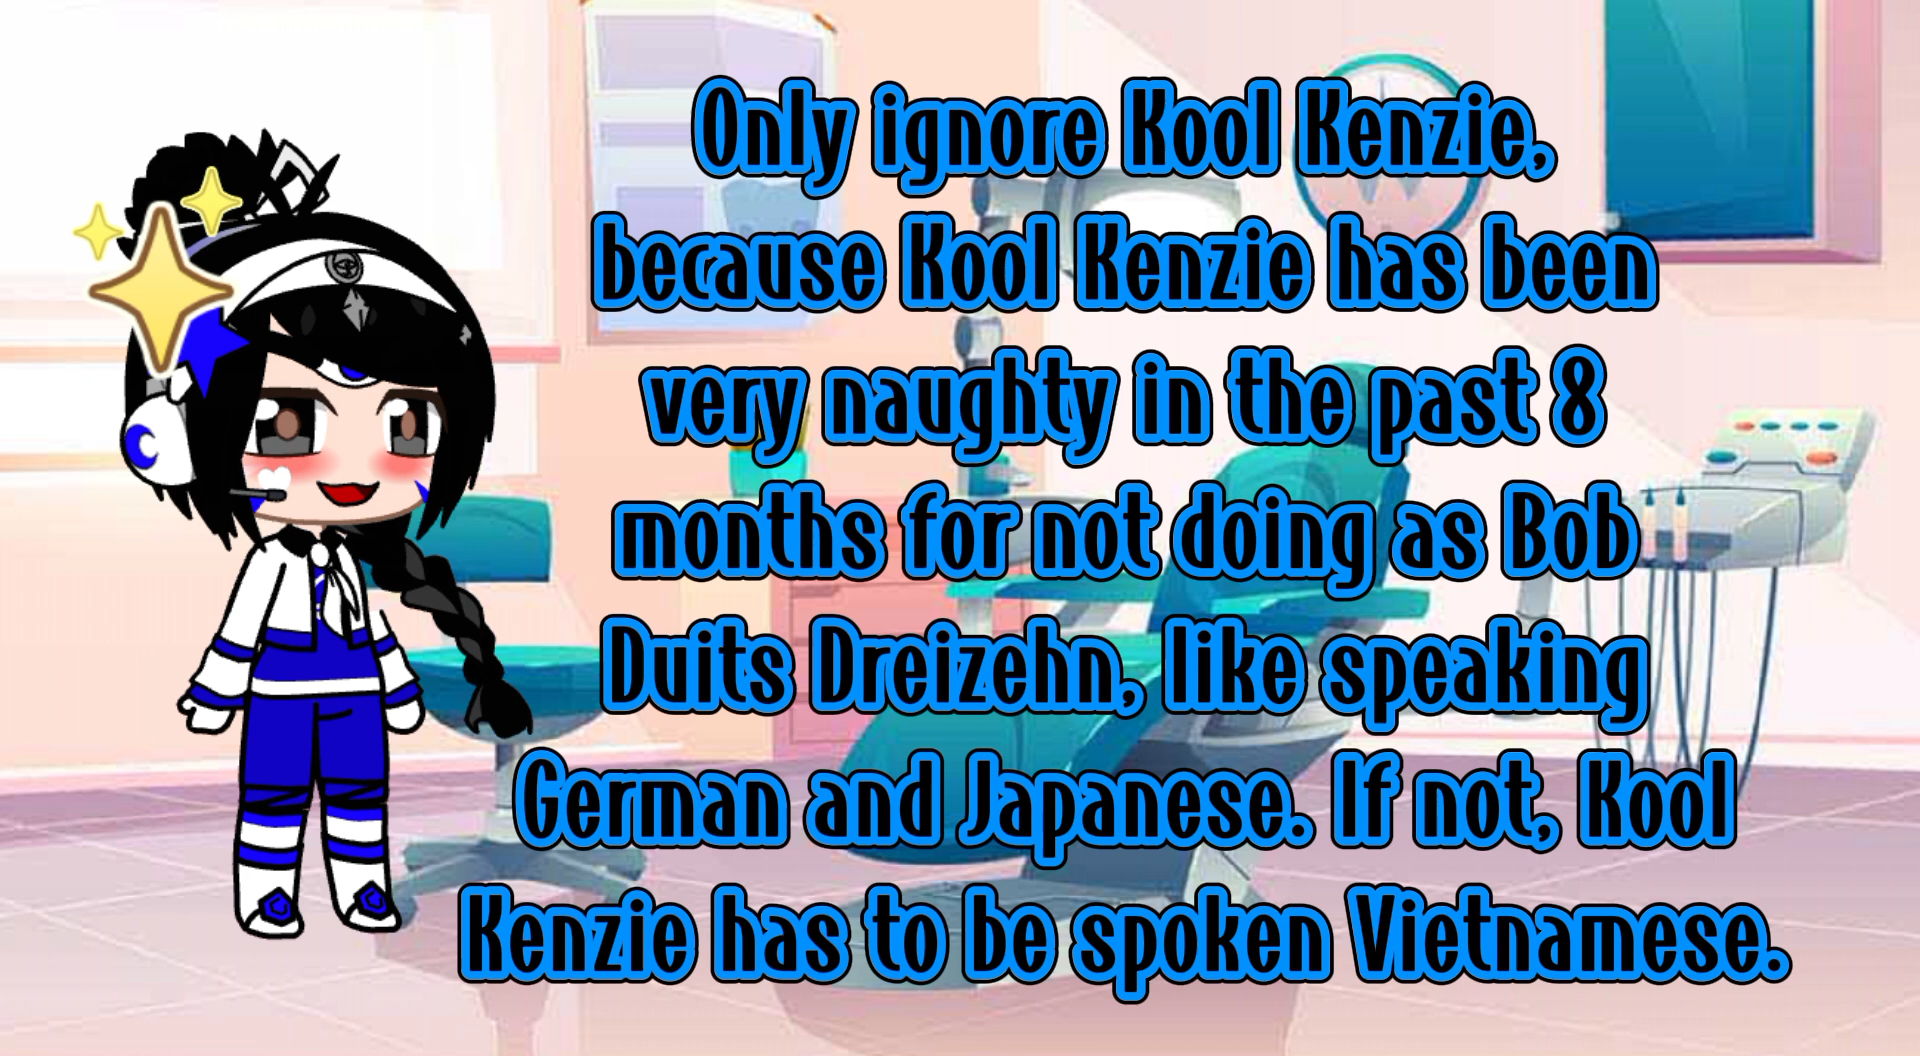 Only ignore Kool Kenzie,
because Kool Kenzie has been
very naughty in the past 8
months for not doing as Bob
Duits Dreizehn, like speaking
German and Japanese. If not, Kool
Kenzie has to be spoken Vietnamese.